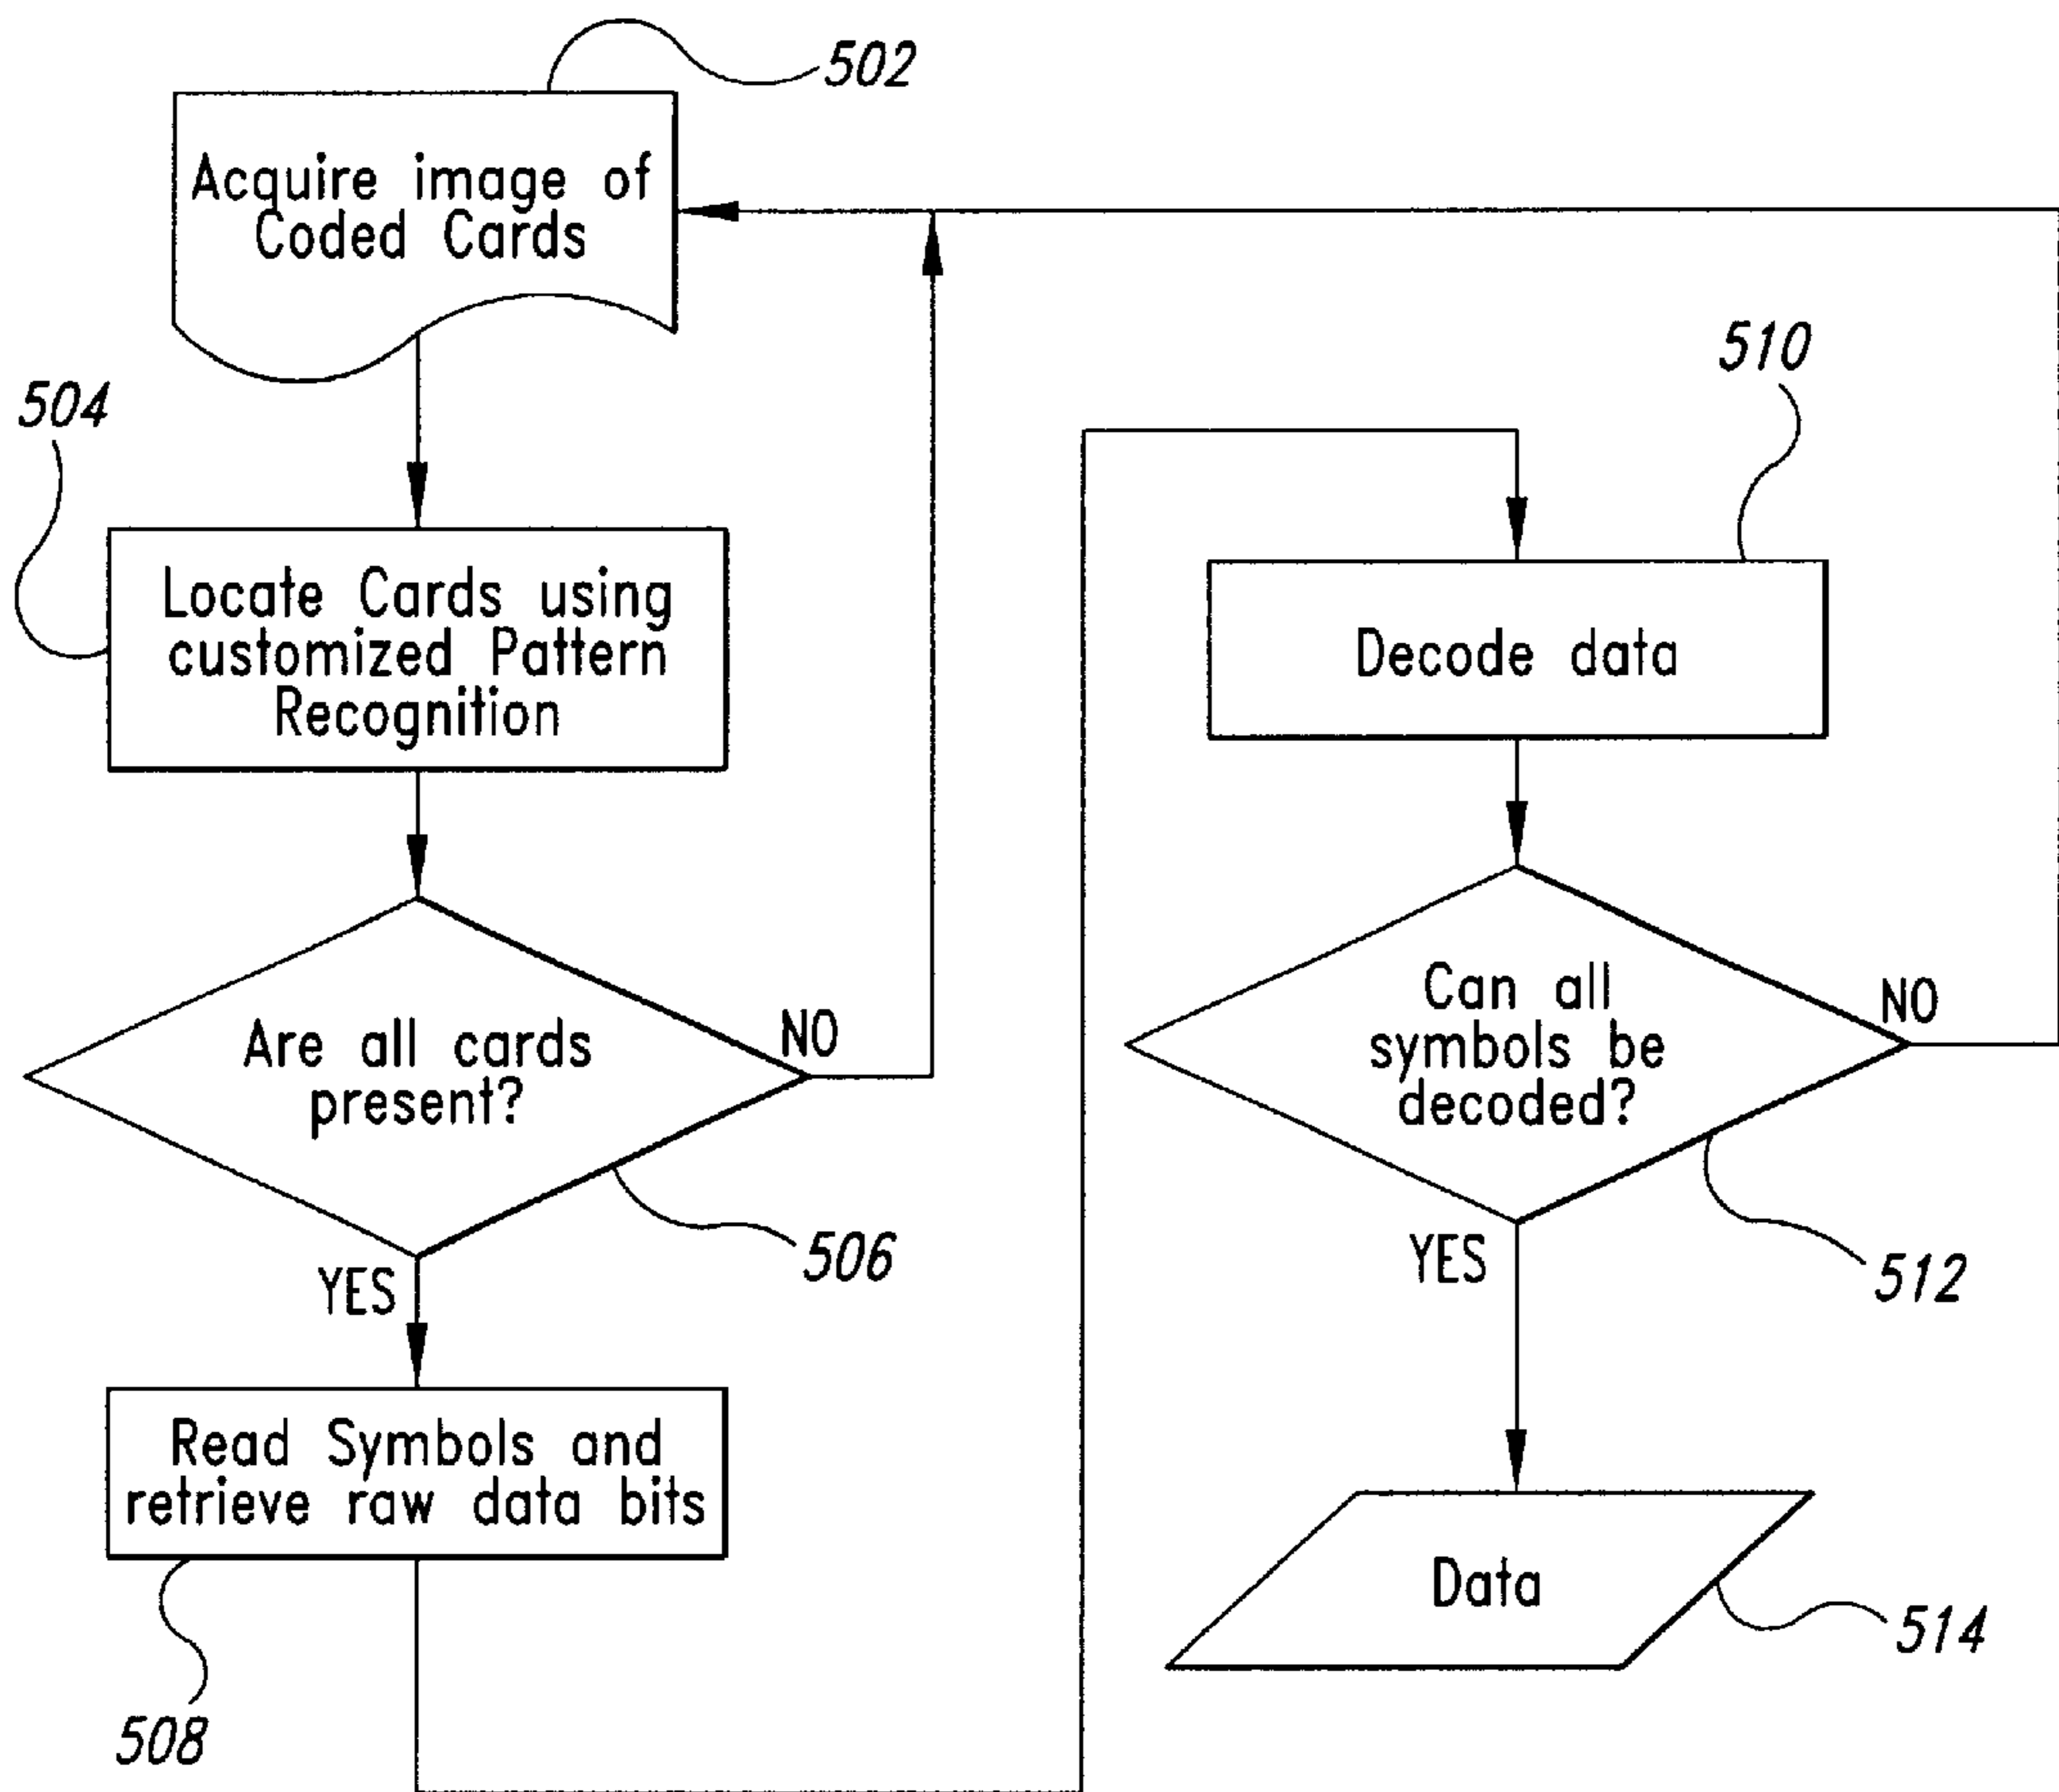 502
Acquire image of
Coded Cards
504
Locate Cards using
customized Pattern
Recognition
Are all cards
present?
NO
506
YES
Read Symbols and
retrieve raw data bits
508
510
Decode data
Can all
symbols be
decoded?
NO
512
YES
Data
514